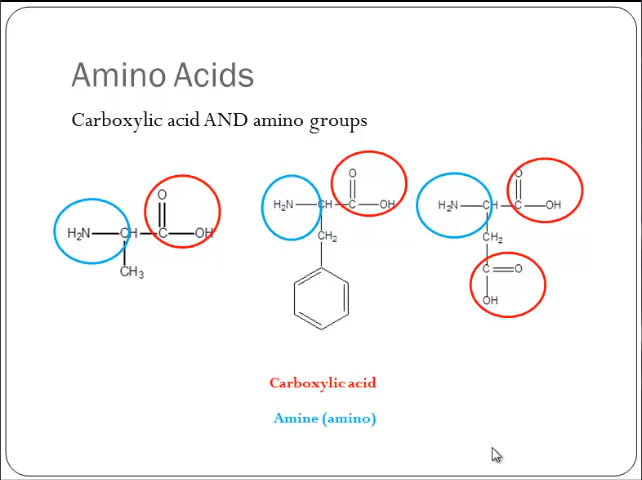 Amino Acids
Carboxylic acid AND amino groups
O
H₂N CH C OH
CH₃
O
H₂N CH C OH
CH₂
O
H₂N CH C OH
CH₂
C O
OH
Carboxylic acid
Amine (amino)